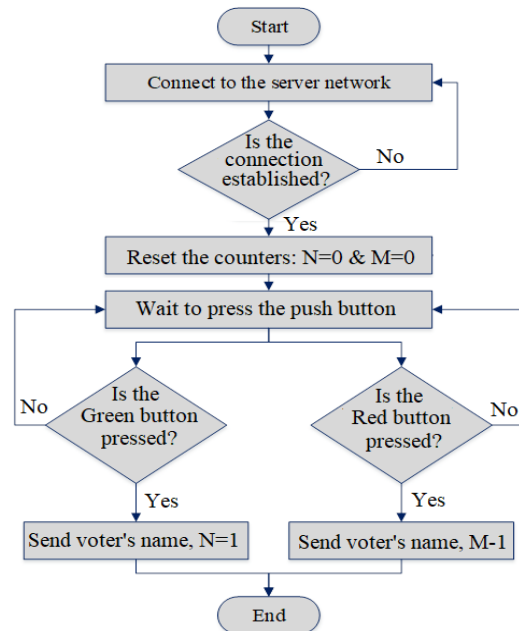 Start
Connect to the server network
Is the
connection
established?
No
Yes
Reset the counters: N=0 & M=0
Wait to press the push button
Is the
Green button
pressed?
No
Is the
Red button
pressed?
No
Yes
Yes
Send voter's name, N=1
Send voter's name, M-1
End